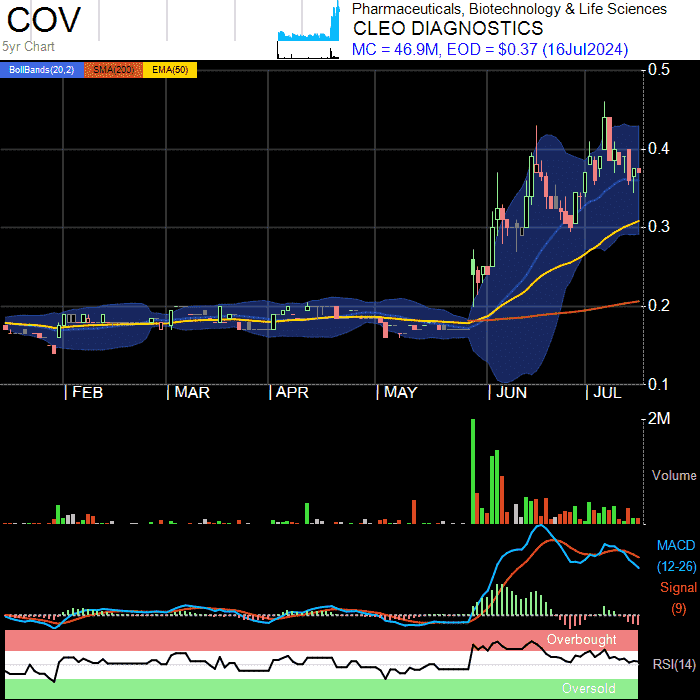 COV
5yr Chart
Pharmaceuticals, Biotechnology & Life Sciences
CLEO DIAGNOSTICS
MC = 46.9M, EOD = $0.37 (16Jul2024)
BollBands(20,2) SMA(200) EMA(50)
0.5
0.4
0.3
0.2
0.1
FEB MAR APR MAY JUN JUL
2M
Volume
MACD
(12-26)
Signal
(9)
Overbought
RSI(14)
Oversold